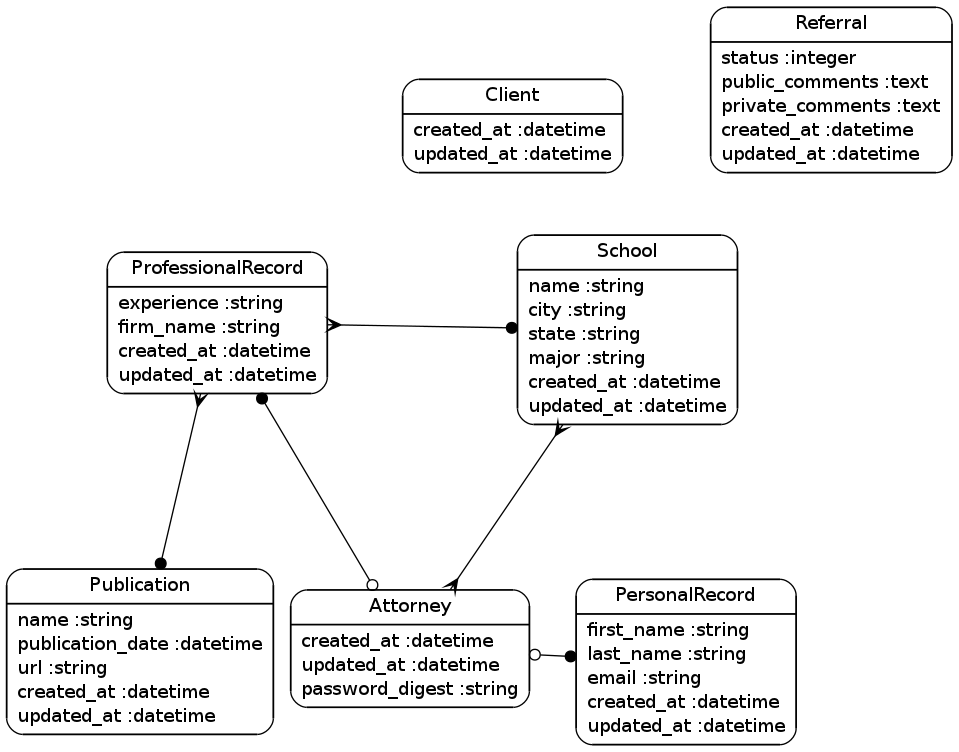 Referral
status :integer
public_comments :text
private_comments :text
created_at :datetime
updated_at :datetime
Client
created_at :datetime
updated_at :datetime
School
name :string
city :string
state :string
major :string
created_at :datetime
updated_at :datetime
ProfessionalRecord
experience :string
firm_name :string
created_at :datetime
updated_at :datetime
Publication
name :string
publication_date :datetime
url :string
created_at :datetime
updated_at :datetime
Attorney
created_at :datetime
updated_at :datetime
password_digest :string
PersonalRecord
first_name :string
last_name :string
email :string
created_at :datetime
updated_at :datetime